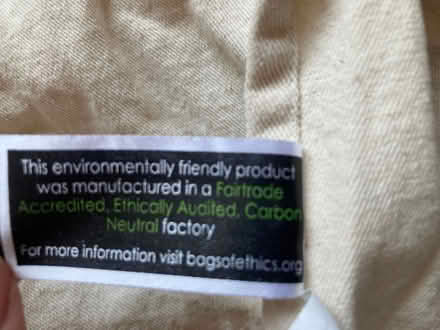 This environmentally friendly product
was manufactured in a Fairtrade
Accredited, Ethically Audited, Carbon
Neutral factory
For more information visit bagsofethics.org